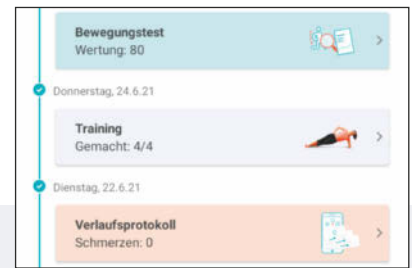 Bewegungstest
Wertung: 80
Donnerstag, 24.6.21
Training
Gemacht: 4/4
Dienstag, 22.6.21
Verlaufsprotokoll
Schmerzen: 0